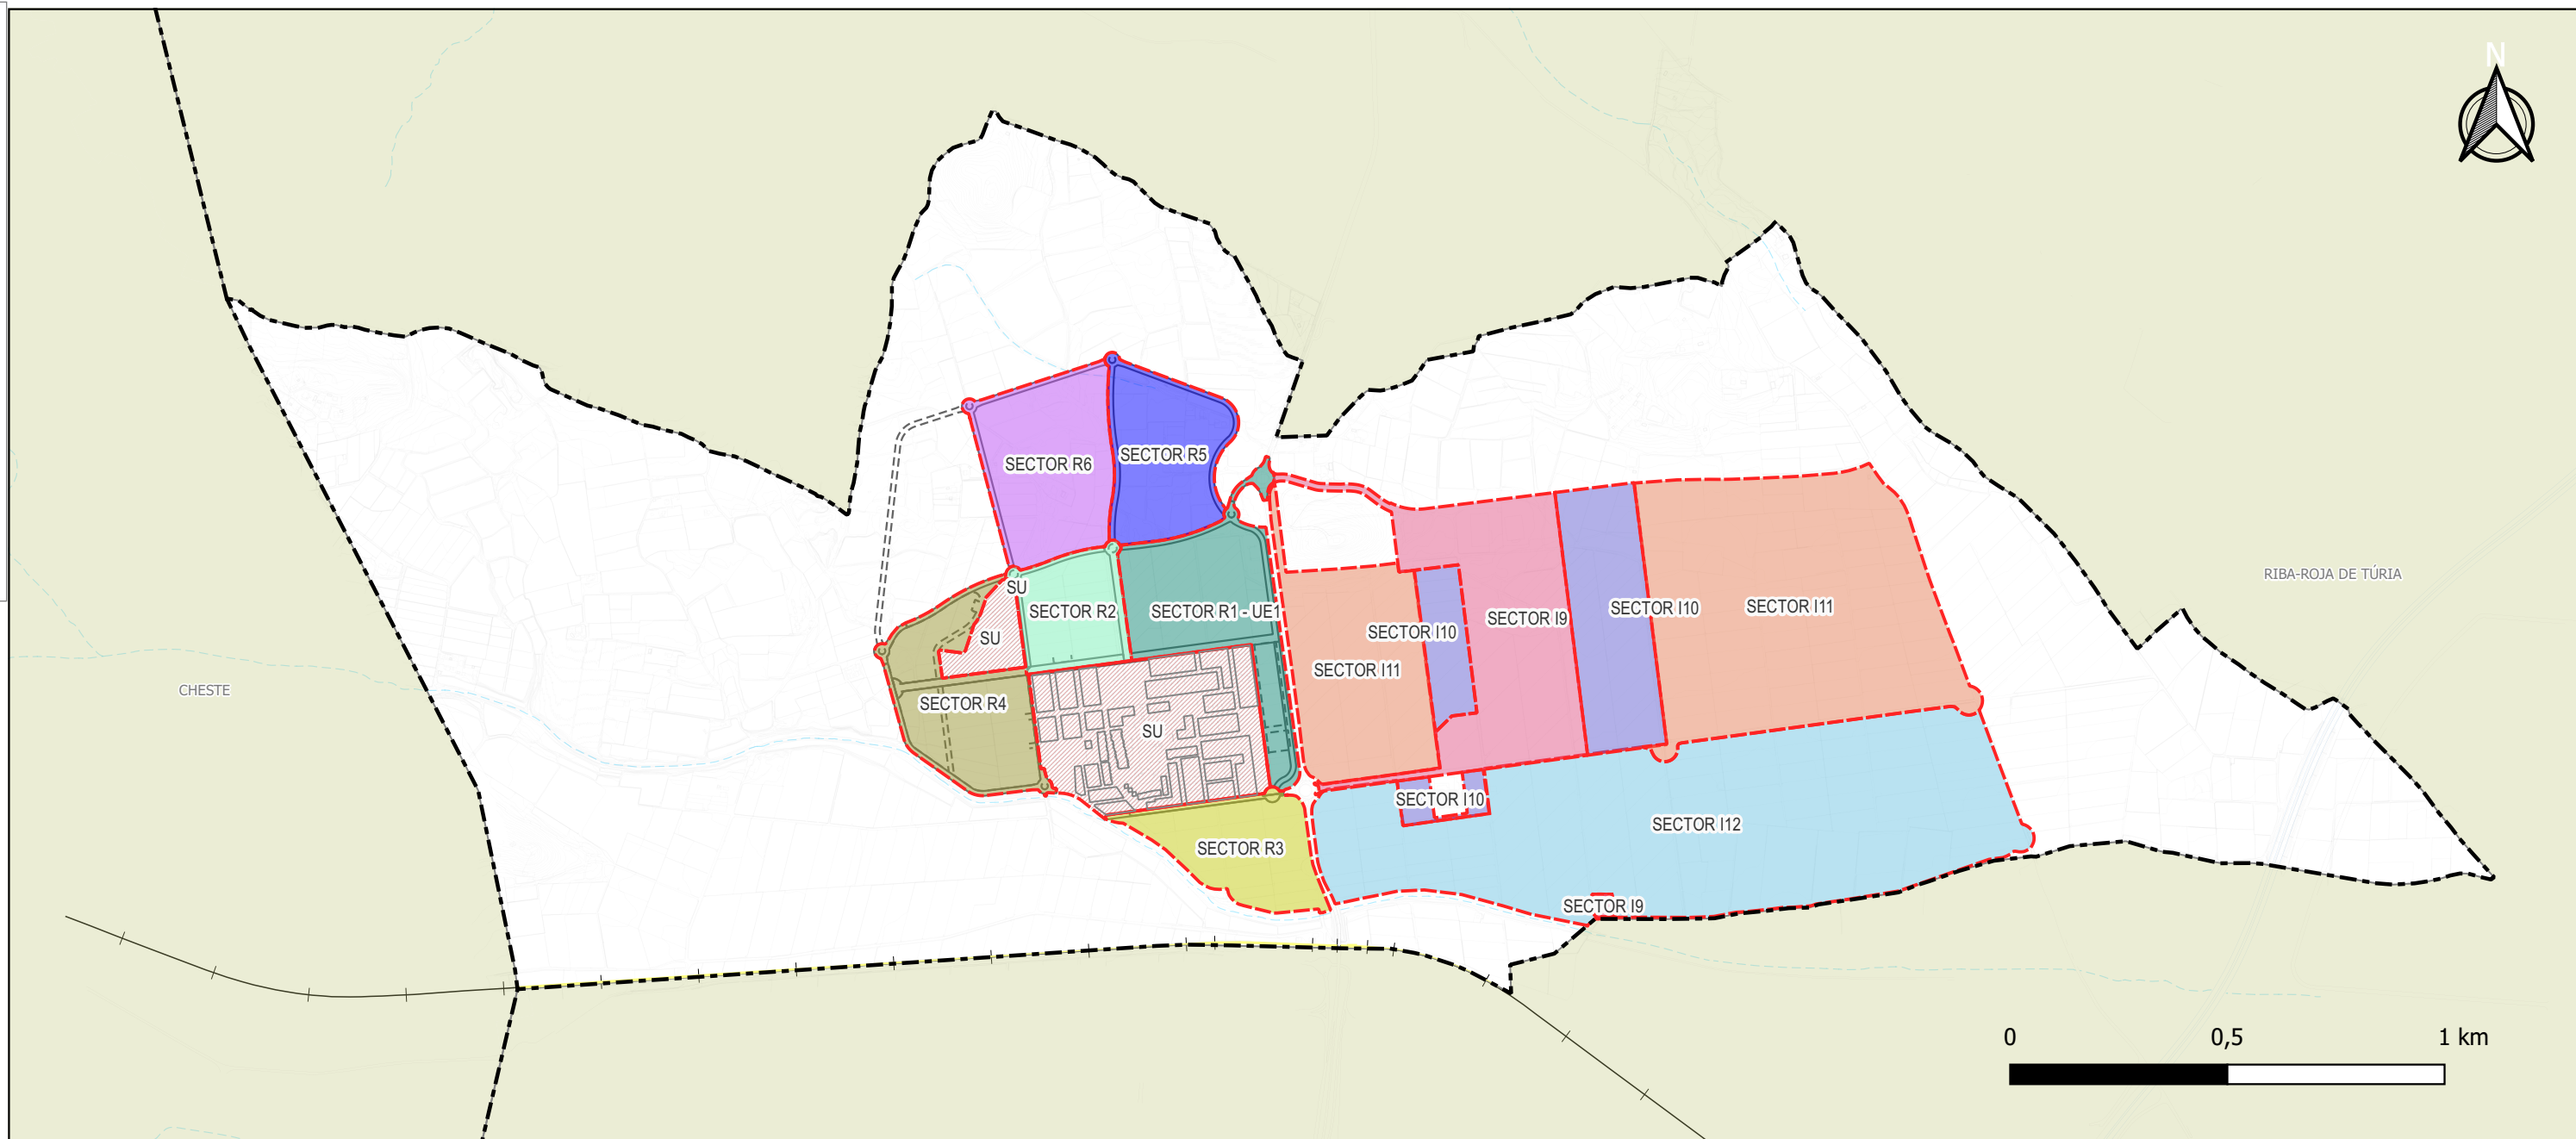 N
SECTOR R6
SECTOR R5
RIBA-ROJA DE TÚRIA
SU
SECTOR R2
SECTOR R1 - UE1
SECTOR I10
SECTOR I11
SECTOR I9
SECTOR I10
SU
SECTOR I11
CHESTE
SECTOR R4
SU
SECTOR I10
SECTOR I12
SECTOR R3
SECTOR I9
0 0,5 1 km